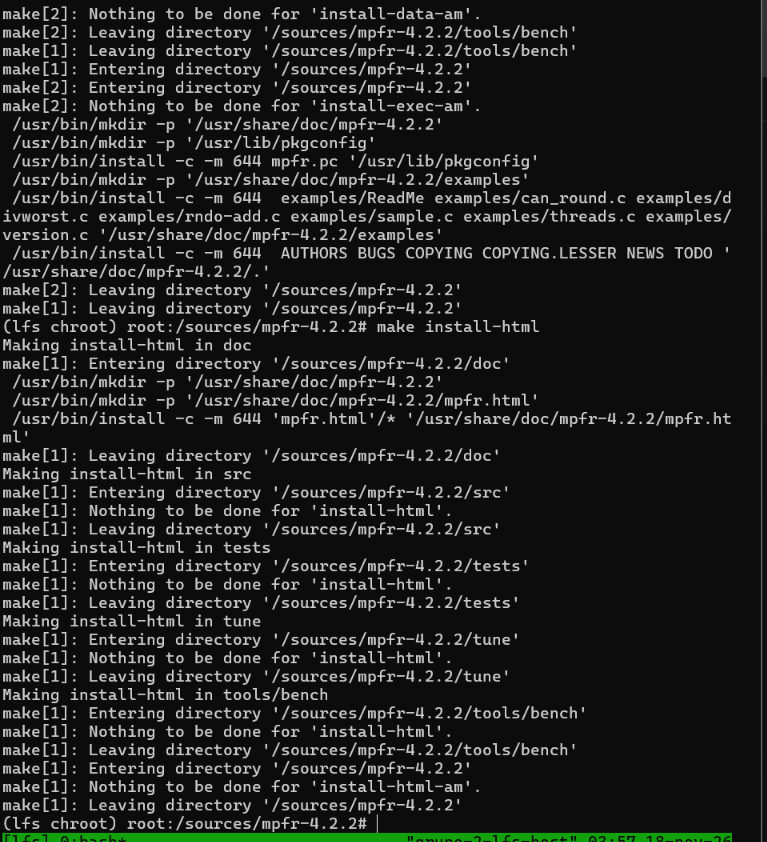 make[2]: Nothing to be done for 'install-data-am'.
make[2]: Leaving directory '/sources/mpfr-4.2.2/tools/bench'
make[1]: Leaving directory '/sources/mpfr-4.2.2/tools/bench'
make[1]: Entering directory '/sources/mpfr-4.2.2'
make[2]: Entering directory '/sources/mpfr-4.2.2'
make[2]: Nothing to be done for 'install-exec-am'.
 /usr/bin/mkdir -p '/usr/share/doc/mpfr-4.2.2'
 /usr/bin/mkdir -p '/usr/lib/pkgconfig'
 /usr/bin/install -c -m 644 mpfr.pc '/usr/lib/pkgconfig'
 /usr/bin/mkdir -p '/usr/share/doc/mpfr-4.2.2/examples'
 /usr/bin/install -c -m 644  examples/ReadMe examples/can_round.c examples/d
ivworst.c examples/rndo-add.c examples/sample.c examples/threads.c examples/
version.c '/usr/share/doc/mpfr-4.2.2/examples'
 /usr/bin/install -c -m 644  AUTHORS BUGS COPYING COPYING.LESSER NEWS TODO '
/usr/share/doc/mpfr-4.2.2/.'
make[2]: Leaving directory '/sources/mpfr-4.2.2'
make[1]: Leaving directory '/sources/mpfr-4.2.2'
(lfs chroot) root:/sources/mpfr-4.2.2# make install-html
Making install-html in doc
make[1]: Entering directory '/sources/mpfr-4.2.2/doc'
 /usr/bin/mkdir -p '/usr/share/doc/mpfr-4.2.2'
 /usr/bin/mkdir -p '/usr/share/doc/mpfr-4.2.2/mpfr.html'
 /usr/bin/install -c -m 644 'mpfr.html'/* '/usr/share/doc/mpfr-4.2.2/mpfr.ht
ml'
make[1]: Leaving directory '/sources/mpfr-4.2.2/doc'
Making install-html in src
make[1]: Entering directory '/sources/mpfr-4.2.2/src'
make[1]: Nothing to be done for 'install-html'.
make[1]: Leaving directory '/sources/mpfr-4.2.2/src'
Making install-html in tests
make[1]: Entering directory '/sources/mpfr-4.2.2/tests'
make[1]: Nothing to be done for 'install-html'.
make[1]: Leaving directory '/sources/mpfr-4.2.2/tests'
Making install-html in tune
make[1]: Entering directory '/sources/mpfr-4.2.2/tune'
make[1]: Nothing to be done for 'install-html'.
make[1]: Leaving directory '/sources/mpfr-4.2.2/tune'
Making install-html in tools/bench
make[1]: Entering directory '/sources/mpfr-4.2.2/tools/bench'
make[1]: Nothing to be done for 'install-html'.
make[1]: Leaving directory '/sources/mpfr-4.2.2/tools/bench'
make[1]: Entering directory '/sources/mpfr-4.2.2'
make[1]: Nothing to be done for 'install-html-am'.
make[1]: Leaving directory '/sources/mpfr-4.2.2'
(lfs chroot) root:/sources/mpfr-4.2.2#
[lfs] 0:bash* "grupo-2-lfs-host" 03:57 18-nov-26